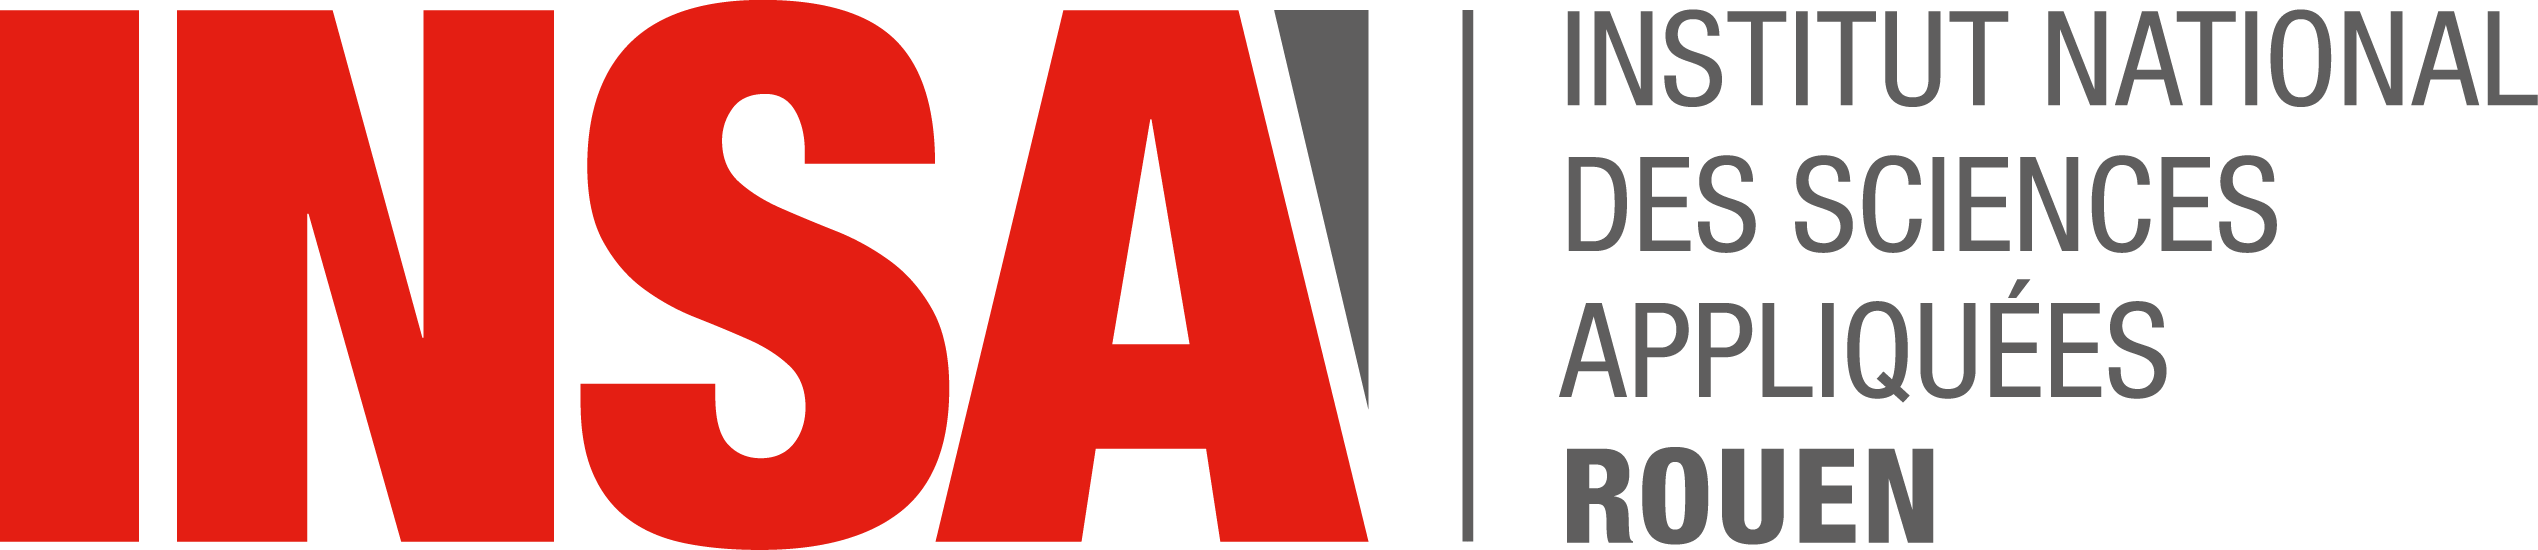 INSA
INSTITUT NATIONAL
DES SCIENCES
APPLIQUÉES
ROUEN